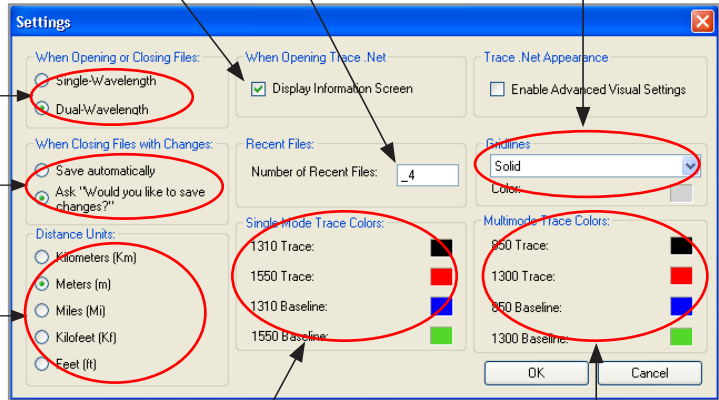 Settings
When Opening or Closing Files:
Single-Wavelength
Dual-Wavelength
When Opening Trace .Net
Display Information Screen
Trace .Net Appearance
Enable Advanced Visual Settings
When Closing Files with Changes:
Save automatically
Ask "Would you like to save
changes?"
Recent Files:
Number of Recent Files:
_4
Gridlines
Solid
Color:
Distance Units:
Kilometers (Km)
Meters (m)
Miles (Mi)
Kilofeet (Kf)
Feet (ft)
Single Mode Trace Colors:
1310 Trace:
1550 Trace:
1310 Baseline:
1550 Baseline:
Multimode Trace Colors:
850 Trace:
1300 Trace:
850 Baseline:
1300 Baseline:
OK
Cancel